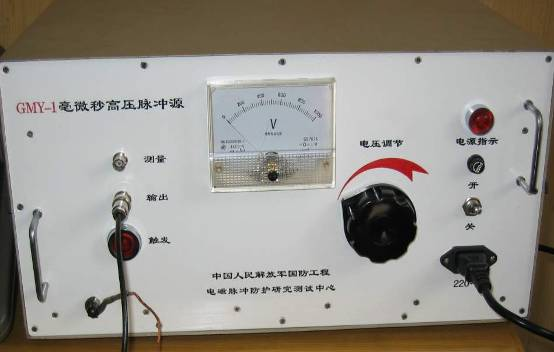 GMY-1毫微秒高压脉冲源
V
电压调节
电源指示
测量
开
输出
关
触发
中国人民解放军国防工程
电磁脉冲防护研究测试中心
220